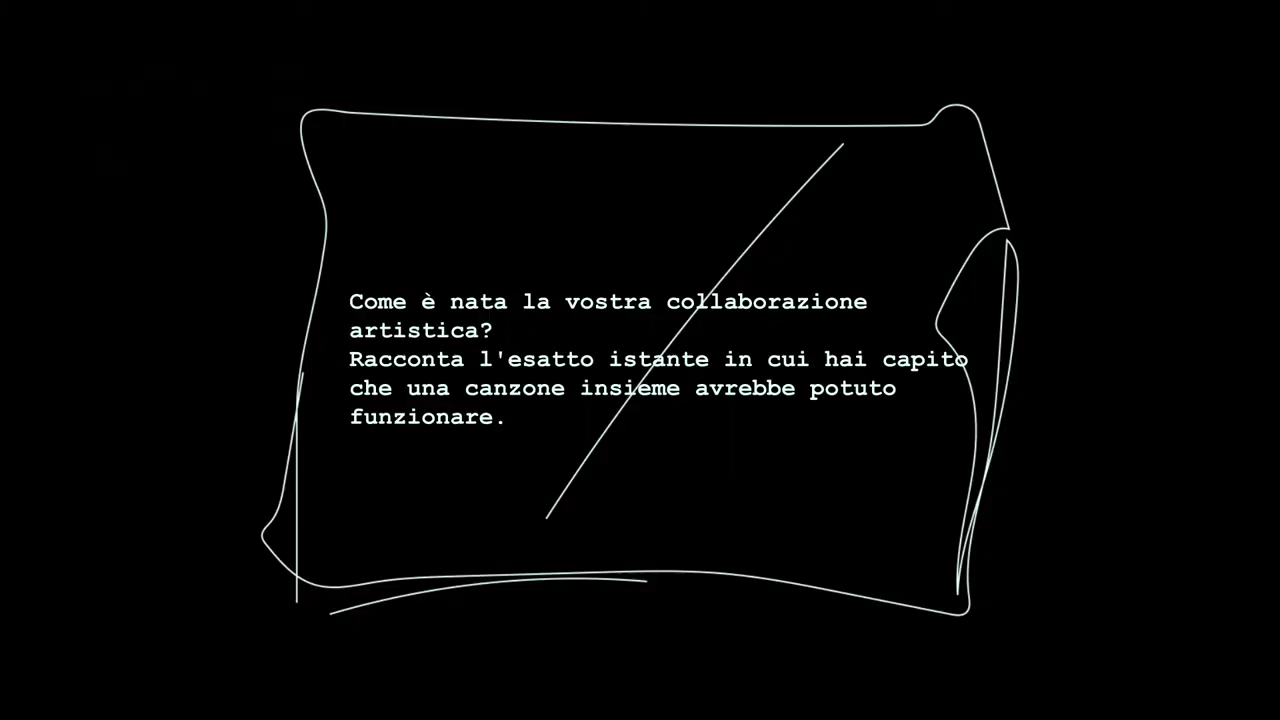 Come è nata la vostra collaborazione
artistica?
Racconta l'esatto istante in cui hai capito
che una canzone insieme avrebbe potuto
funzionare.